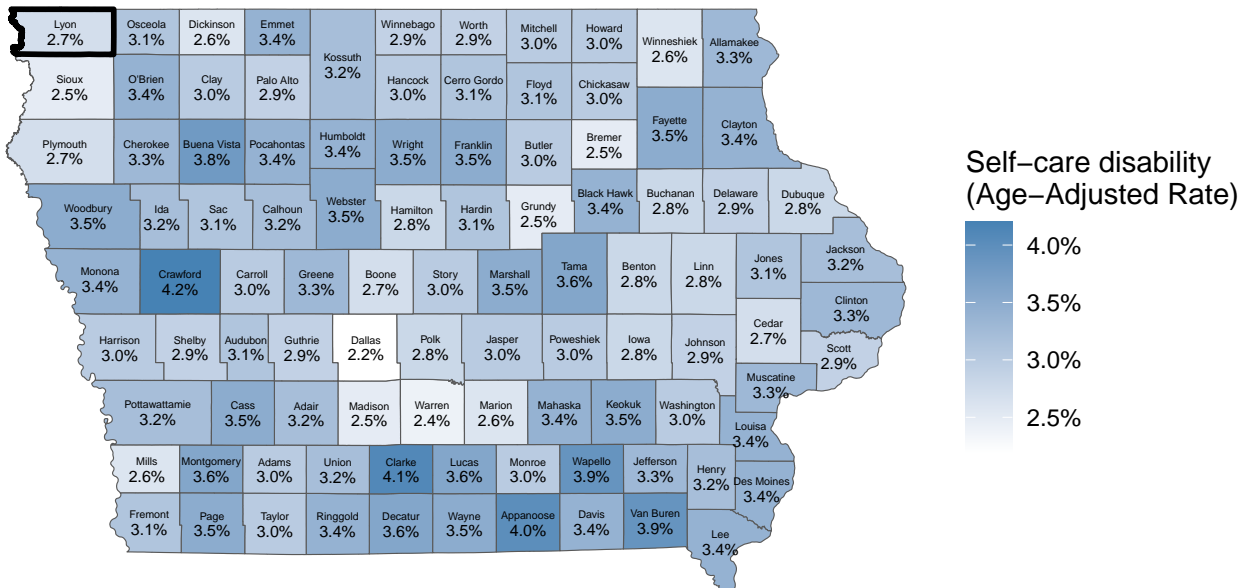 Lyon
2.7%
Osceola
3.1%
Dickinson
2.6%
Emmet
3.4%
Kossuth
3.2%
Winnebago
2.9%
Worth
2.9%
Mitchell
3.0%
Howard
3.0%
Winneshiek
2.6%
Allamakee
3.3%
Sioux
2.5%
O'Brien
3.4%
Clay
3.0%
Palo Alto
2.9%
Hancock
3.0%
Cerro Gordo
3.1%
Floyd
3.1%
Chickasaw
3.0%
Fayette
3.5%
Clayton
3.4%
Plymouth
2.7%
Cherokee
3.3%
Buena Vista
3.8%
Pocahontas
3.4%
Humboldt
3.4%
Wright
3.5%
Franklin
3.5%
Butler
3.0%
Bremer
2.5%
Woodbury
3.5%
Ida
3.2%
Sac
3.1%
Calhoun
3.2%
Webster
3.5%
Hamilton
2.8%
Hardin
3.1%
Grundy
2.5%
Black Hawk
3.4%
Buchanan
2.8%
Delaware
2.9%
Dubuque
2.8%
Monona
3.4%
Crawford
4.2%
Carroll
3.0%
Greene
3.3%
Boone
2.7%
Story
3.0%
Marshall
3.5%
Tama
3.6%
Benton
2.8%
Linn
2.8%
Jones
3.1%
Jackson
3.2%
Clinton
3.3%
Harrison
3.0%
Shelby
2.9%
Audubon
3.1%
Guthrie
2.9%
Dallas
2.2%
Polk
2.8%
Jasper
3.0%
Poweshiek
3.0%
Iowa
2.8%
Johnson
2.9%
Cedar
2.7%
Scott
2.9%
Muscatine
3.3%
Pottawattamie
3.2%
Cass
3.5%
Adair
3.2%
Madison
2.5%
Warren
2.4%
Marion
2.6%
Mahaska
3.4%
Keokuk
3.5%
Washington
3.0%
Louisa
3.4%
Mills
2.6%
Montgomery
3.6%
Adams
3.0%
Union
3.2%
Clarke
4.1%
Lucas
3.6%
Monroe
3.0%
Wapello
3.9%
Jefferson
3.3%
Henry
3.2%
Des Moines
3.4%
Fremont
3.1%
Page
3.5%
Taylor
3.0%
Ringgold
3.4%
Decatur
3.6%
Wayne
3.5%
Appanoose
4.0%
Davis
3.4%
Van Buren
3.9%
Lee
3.4%
Self−care disability
(Age−Adjusted Rate)
4.0%
3.5%
3.0%
2.5%